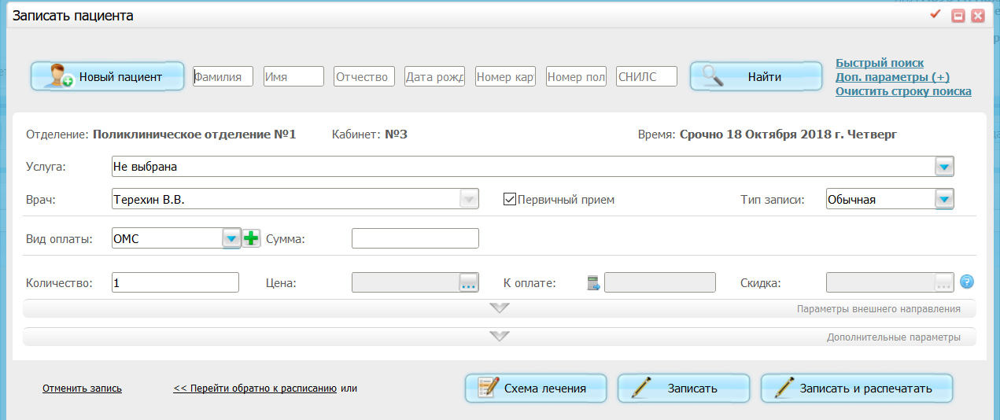 Записать пациента
Новый пациент Фамилия Имя Отчество Дата рожд Номер кар Номер пол СНИЛС Найти
Быстрый поиск
Доп. параметры (+)
Очистить строку поиска
Отделение: Поликлиническое отделение №1 Кабинет: №3 Время: Срочно 18 Октября 2018 г. Четверг
Услуга: Не выбрана
Врач: Терехин В.В. Первичный прием Тип записи: Обычная
Вид оплаты: ОМС Сумма:
Количество: 1 Цена: ... К оплате: Скидка: ... ?
Параметры внешнего направления
Дополнительные параметры
Отменить запись << Перейти обратно к расписанию или Схема лечения Записать Записать и распечатать